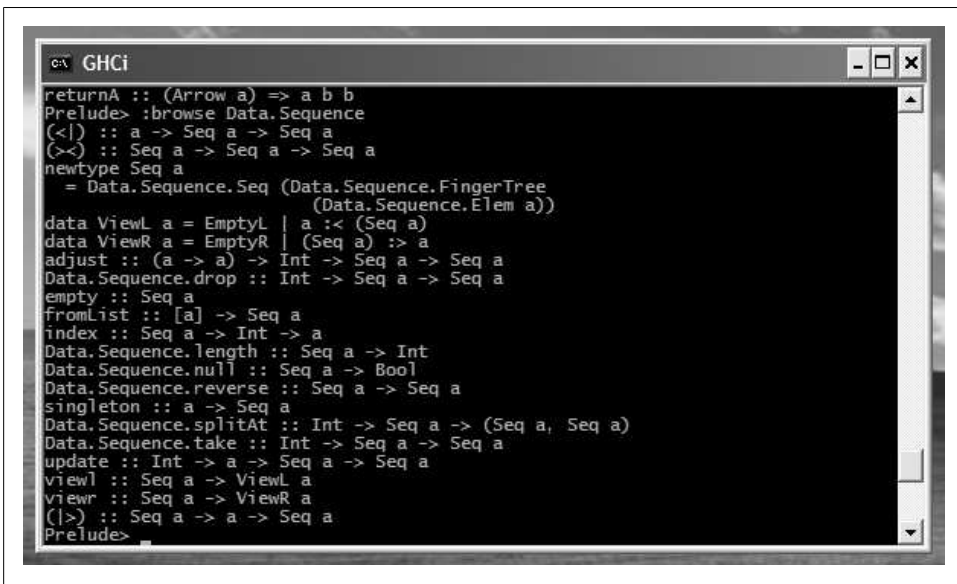 GHCi
returnA :: (Arrow a) => a b b
Prelude> :browse Data.Sequence
(<|) :: a -> Seq a -> Seq a
(><) :: Seq a -> Seq a -> Seq a
newtype Seq a
  = Data.Sequence.Seq (Data.Sequence.FingerTree
                         (Data.Sequence.Elem a))
data ViewL a = EmptyL | a :< (Seq a)
data ViewR a = EmptyR | (Seq a) :> a
adjust :: (a -> a) -> Int -> Seq a -> Seq a
Data.Sequence.drop :: Int -> Seq a -> Seq a
empty :: Seq a
fromList :: [a] -> Seq a
index :: Seq a -> Int -> a
Data.Sequence.length :: Seq a -> Int
Data.Sequence.null :: Seq a -> Bool
Data.Sequence.reverse :: Seq a -> Seq a
singleton :: a -> Seq a
Data.Sequence.splitAt :: Int -> Seq a -> (Seq a, Seq a)
Data.Sequence.take :: Int -> Seq a -> Seq a
update :: Int -> a -> Seq a -> Seq a
viewl :: Seq a -> ViewL a
viewr :: Seq a -> ViewR a
(|>) :: Seq a -> a -> Seq a
Prelude> _